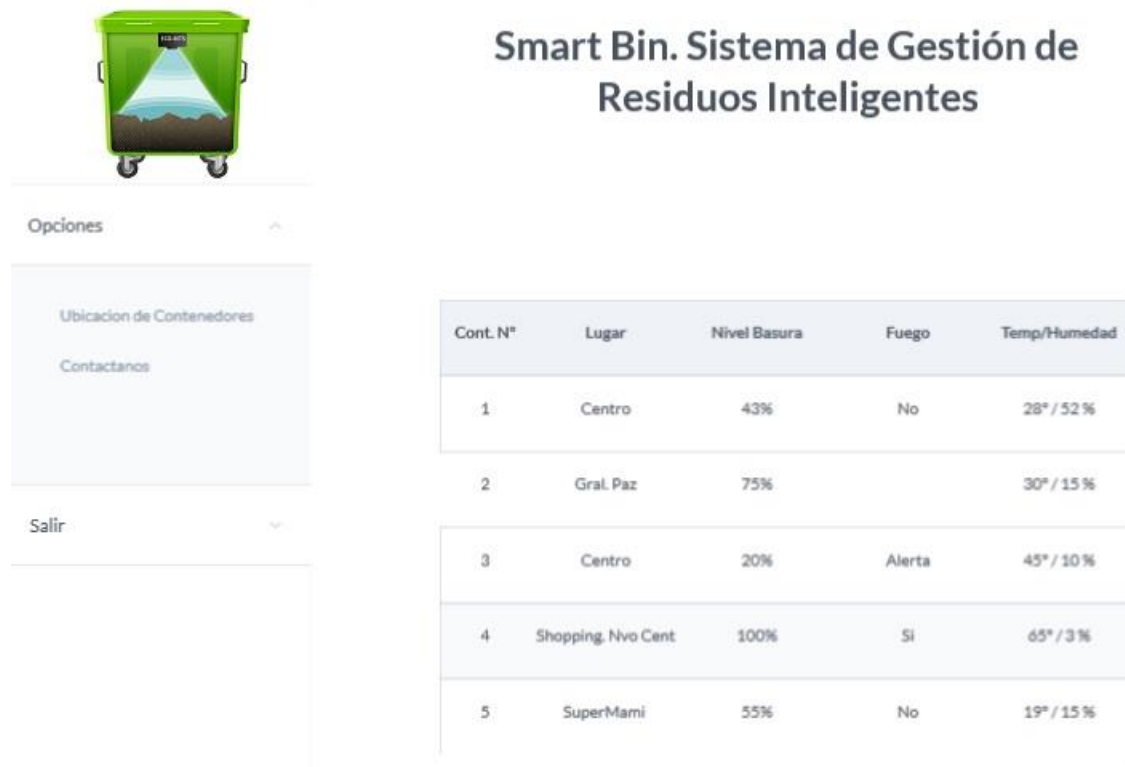 ECO-BITS
Smart Bin. Sistema de Gestión de
Residuos Inteligentes
Opciones
Ubicacion de Contenedores
Contactanos
Salir
Cont. N° Lugar Nivel Basura Fuego Temp/Humedad
1 Centro 43% No 28° / 52 %
2 Gral. Paz 75% 30° / 15 %
3 Centro 20% Alerta 45° / 10 %
4 Shopping. Nvo Cent 100% Si 65° / 3 %
5 SuperMami 55% No 19° / 15 %